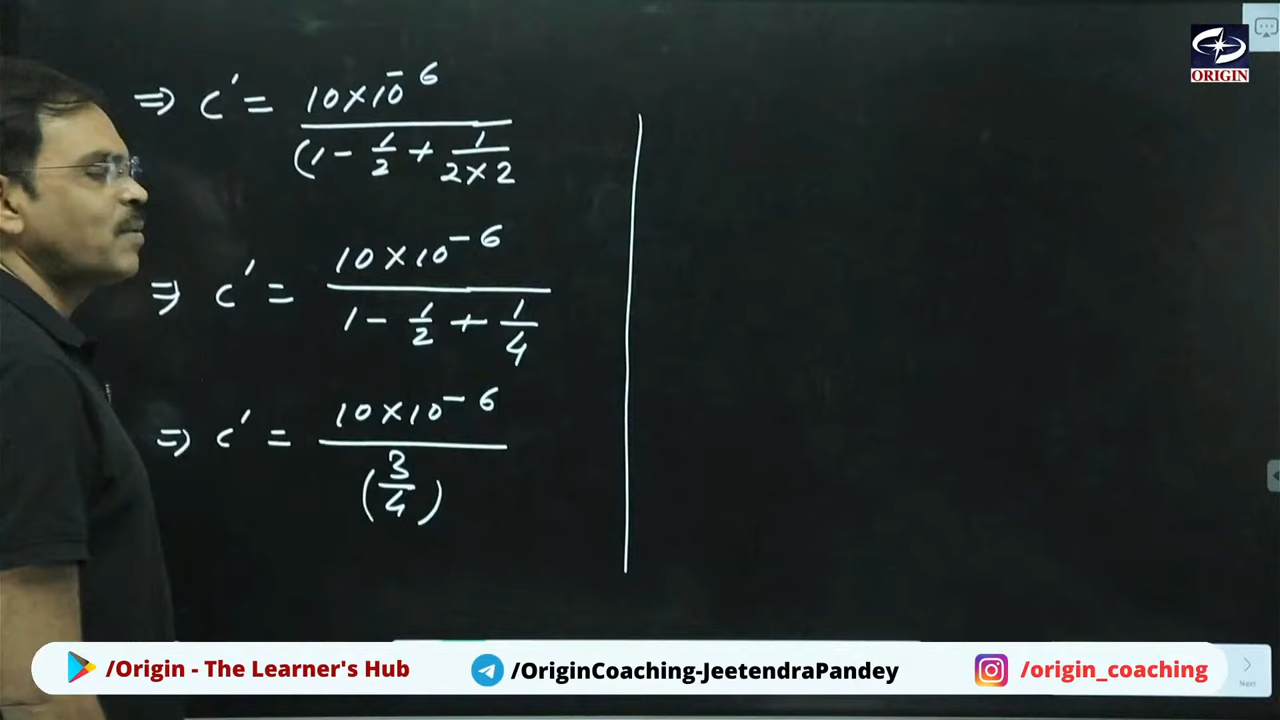 ORIGIN
⇒ c' = 10×10⁻⁶ / (1 - 1/2 + 1/2×2
⇒ c' = 10×10⁻⁶ / 1 - 1/2 + 1/4
⇒ c' = 10×10⁻⁶ / (3/4)
/Origin - The Learner's Hub
/OriginCoaching-JeetendraPandey
/origin_coaching
Next